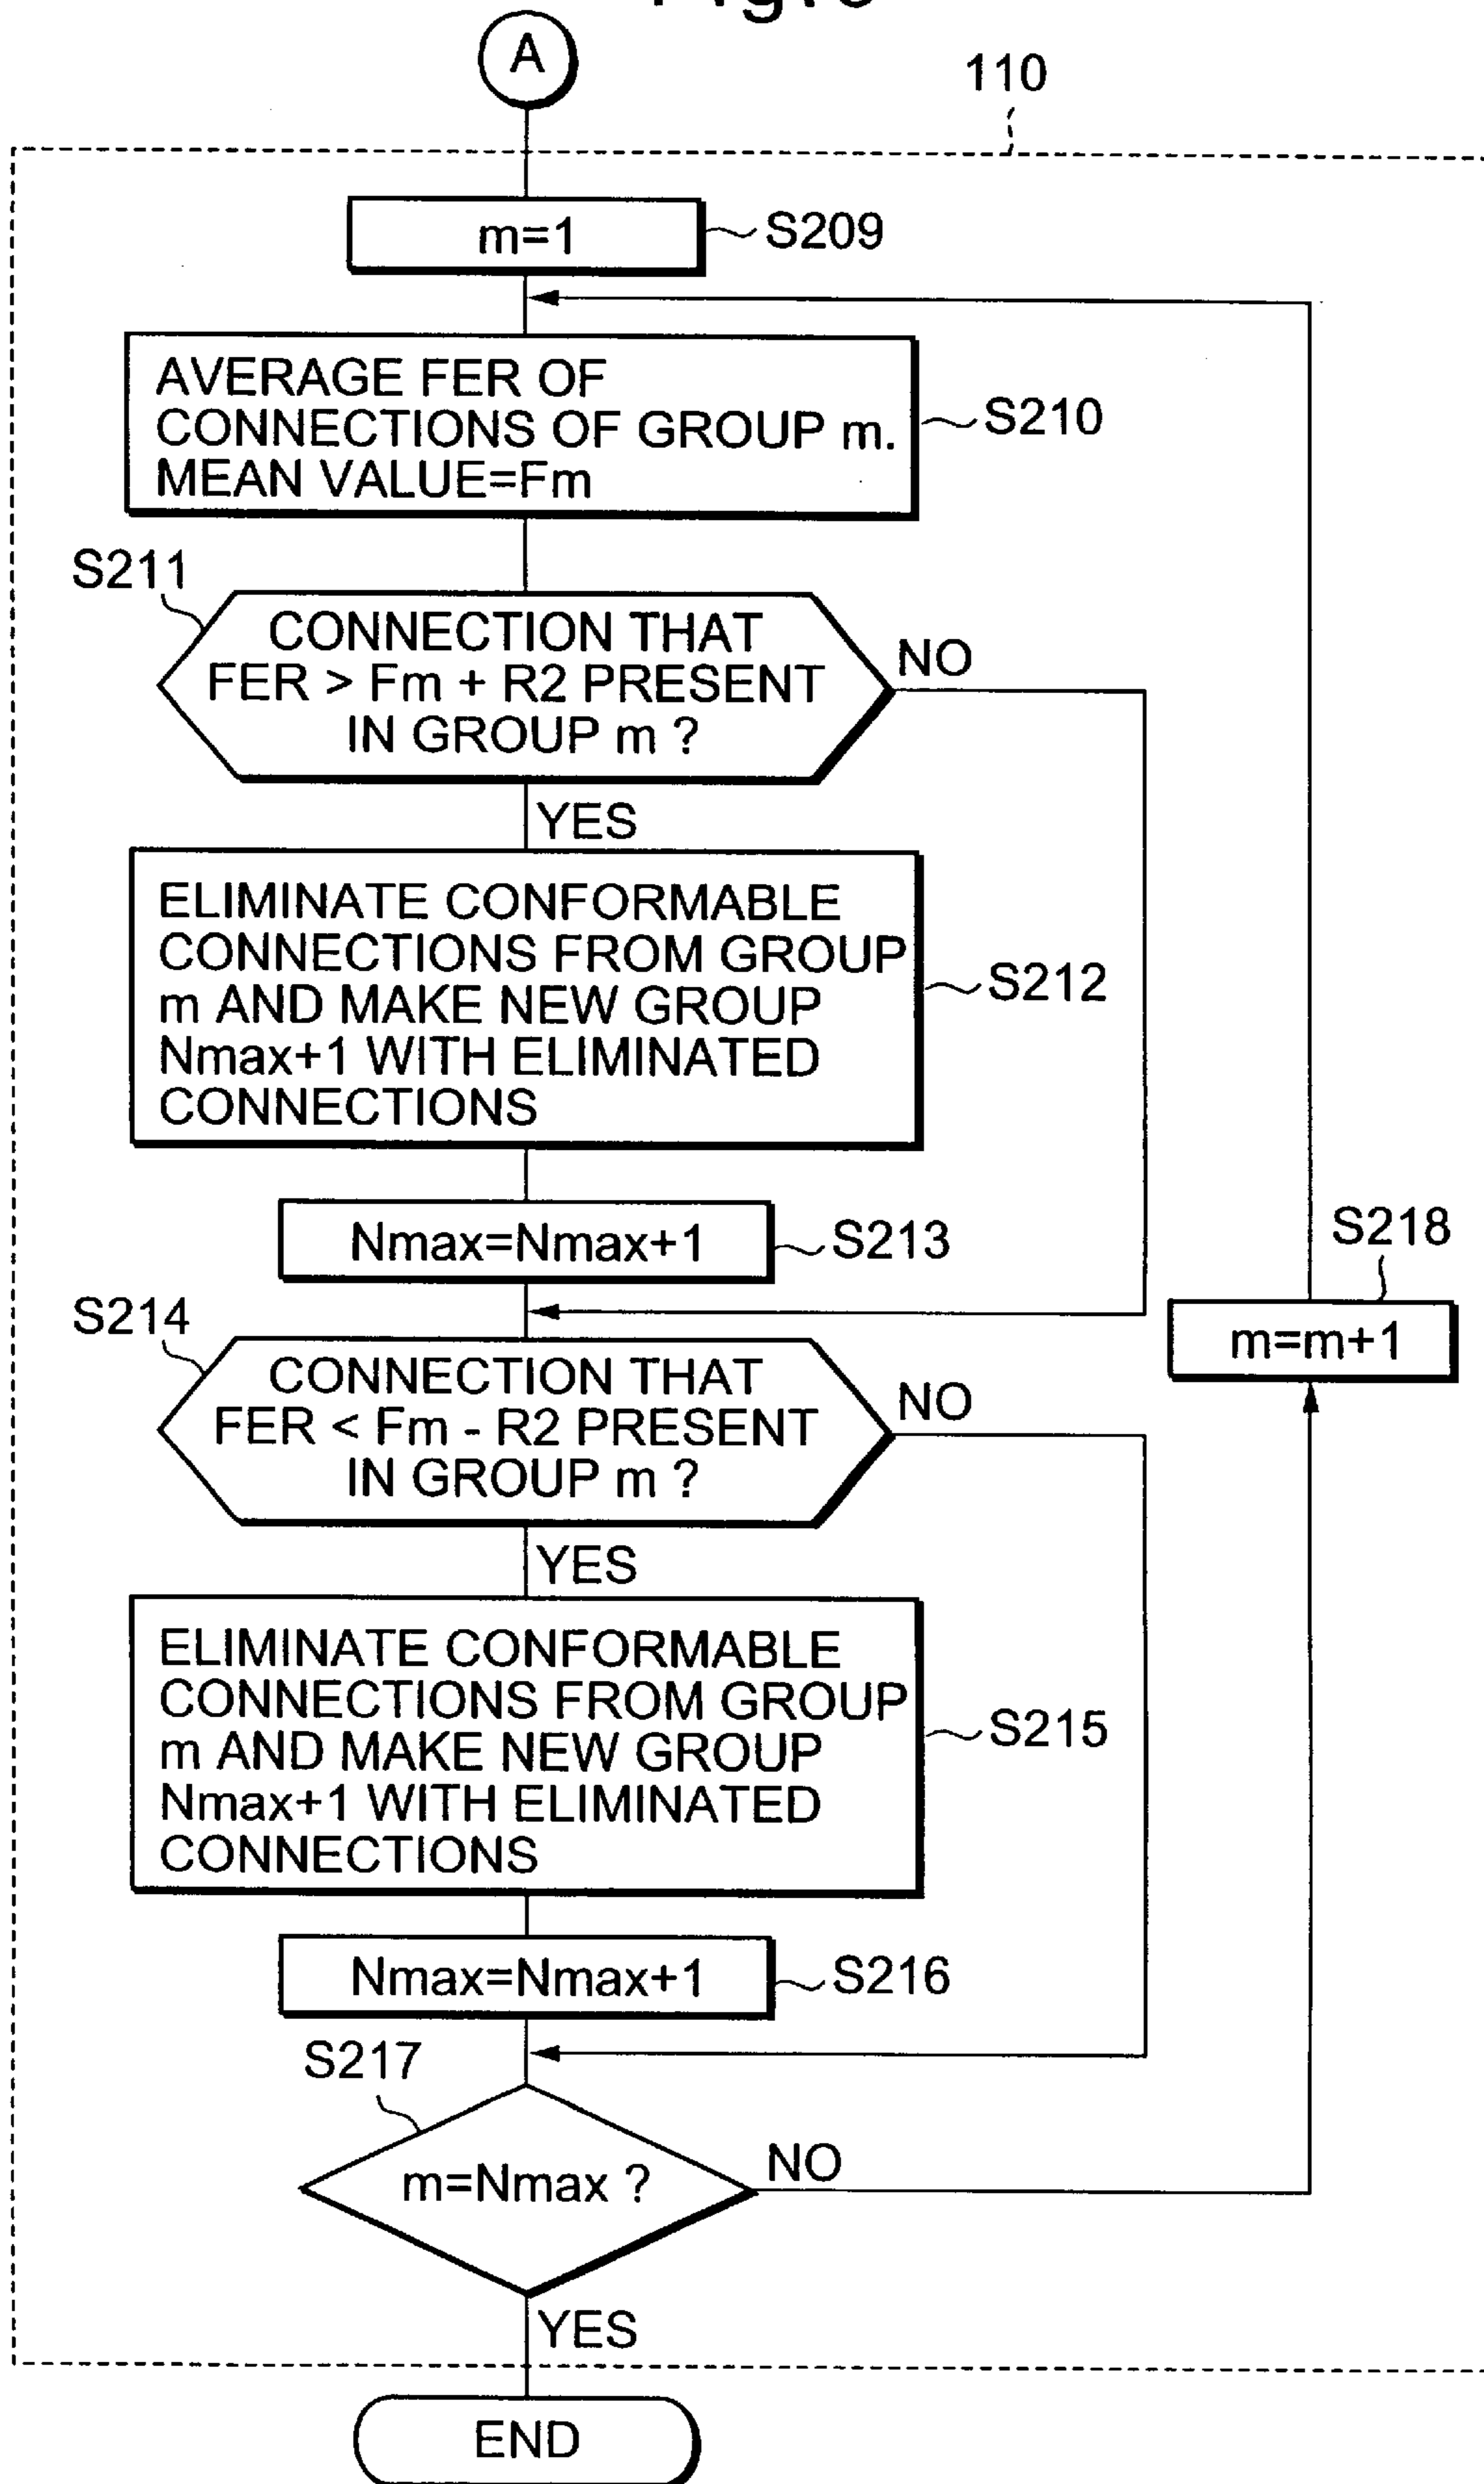 A
110
m=1
S209
AVERAGE FER OF
CONNECTIONS OF GROUP m.
MEAN VALUE=Fm
S210
S211
CONNECTION THAT
FER > Fm + R2 PRESENT
IN GROUP m ?
NO
YES
ELIMINATE CONFORMABLE
CONNECTIONS FROM GROUP
m AND MAKE NEW GROUP
Nmax+1 WITH ELIMINATED
CONNECTIONS
S212
Nmax=Nmax+1
S213
S218
m=m+1
S214
CONNECTION THAT
FER < Fm - R2 PRESENT
IN GROUP m ?
NO
YES
ELIMINATE CONFORMABLE
CONNECTIONS FROM GROUP
m AND MAKE NEW GROUP
Nmax+1 WITH ELIMINATED
CONNECTIONS
S215
Nmax=Nmax+1
S216
S217
m=Nmax ?
NO
YES
END